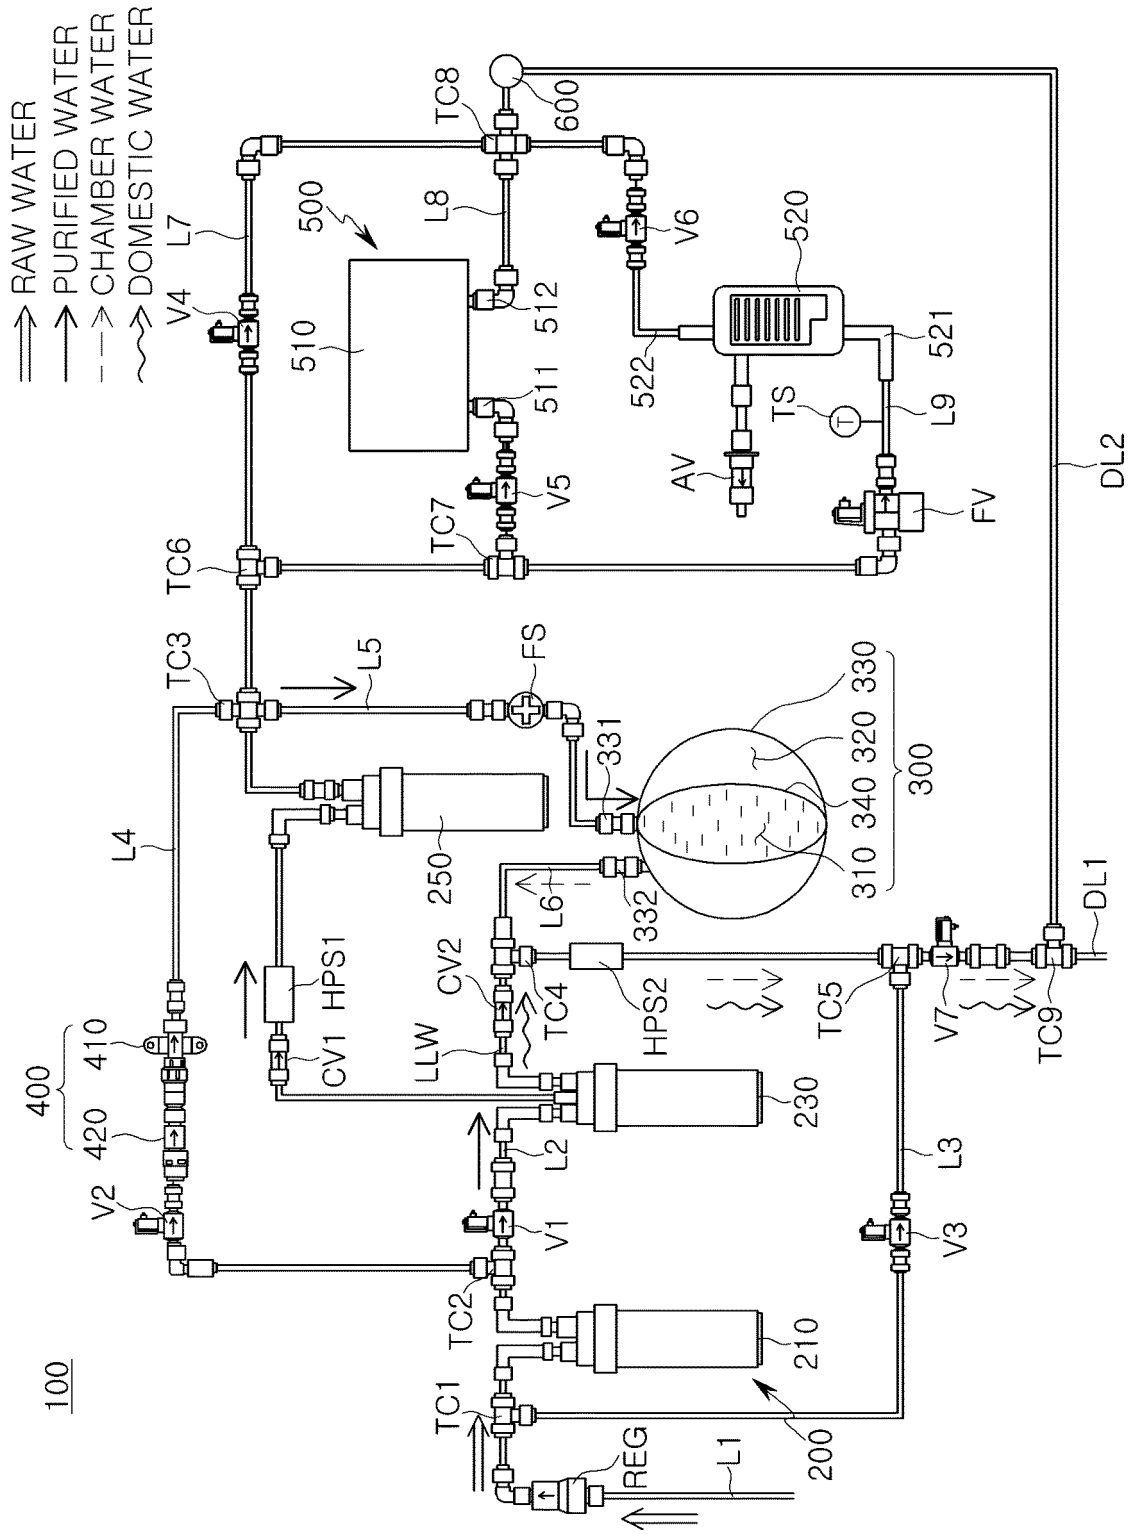 RAW WATER
PURIFIED WATER
CHAMBER WATER
DOMESTIC WATER
100
V2
420
410
400
L4
TC3
TC6
V4
L7
TC8
600
500
510
511
512
L8
V5
TC7
V6
520
522
521
TS
T
L9
AV
FV
DL2
L5
FS
331
332
L6
330
320
340
310
300
250
HPS1
CV1
LLW
CV2
TC4
HPS2
TC5
V7
TC9
DL1
230
L2
V1
TC2
210
200
TC1
REG
L1
L3
V3